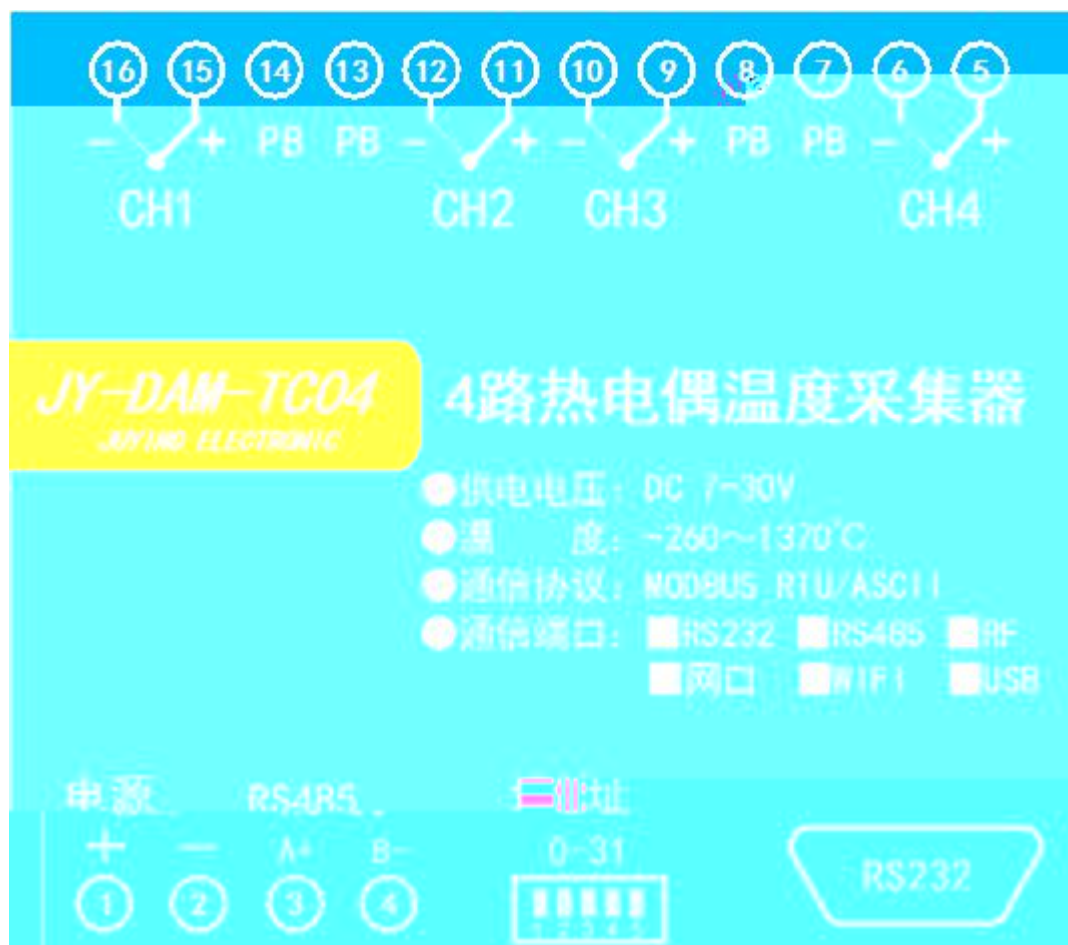 16 15 14 13 12 11 10 9 8 7 6 5
- + PB PB - + - + PB PB - +
CH1 CH2 CH3 CH4
JY-DAM-TC04
JUYING ELECTRONIC
4路热电偶温度采集器
供电电压: DC 7-30V
温 度: -260~1370℃
通信协议: MODBUS RTU/ASCII
通信端口: RS232 RS485 RF
网口 WIFI USB
电源 RS485 址
+ - A+ B- 0-31
1 2 3 4
1 2 3 4 5
RS232